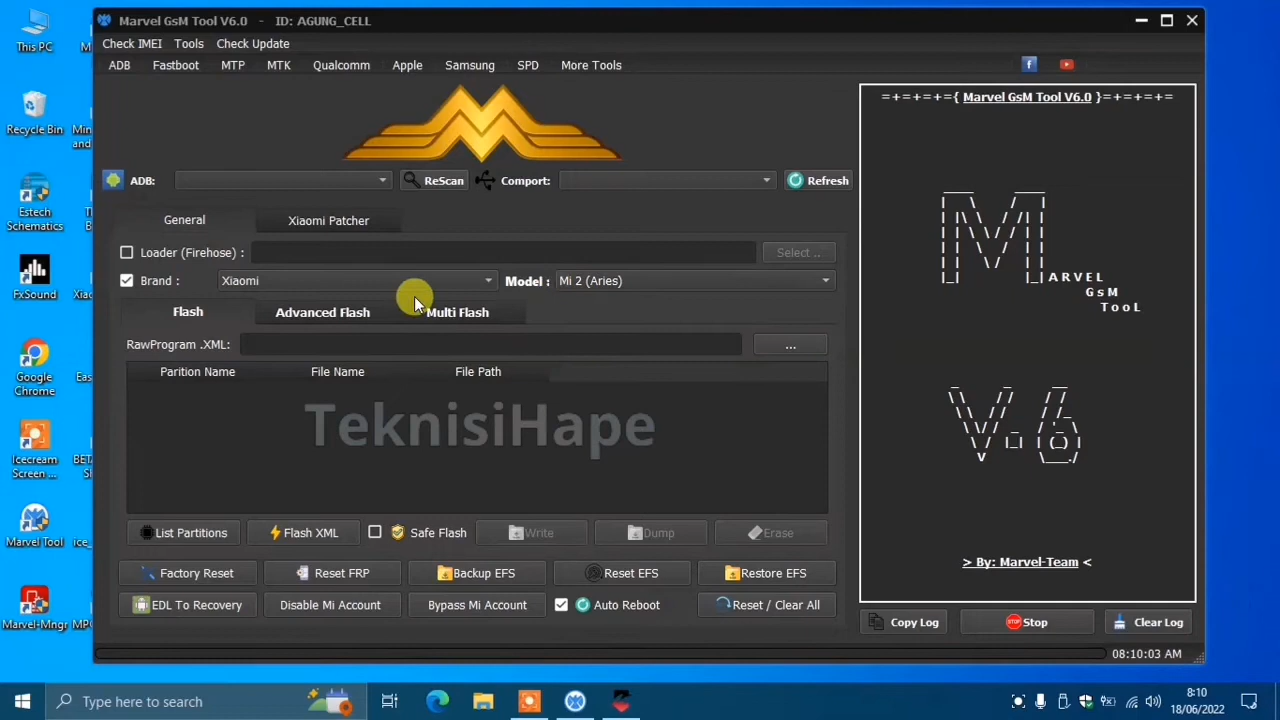 This PC
Recycle Bin
Estech
Schematics
FxSound
Google
Chrome
Icecream
Screen ...
Marvel Tool
Marvel-Mngr
Marvel GsM Tool V6.0 - ID: AGUNG_CELL
Check IMEI Tools Check Update
ADB Fastboot MTP MTK Qualcomm Apple Samsung SPD More Tools
ADB: ReScan Comport: Refresh
General Xiaomi Patcher
Loader (Firehose) : Select ..
Brand : Xiaomi Model : Mi 2 (Aries)
Flash Advanced Flash Multi Flash
RawProgram .XML: ...
Parition Name File Name File Path
TeknisiHape
List Partitions Flash XML Safe Flash Write Dump Erase
Factory Reset Reset FRP Backup EFS Reset EFS Restore EFS
EDL To Recovery Disable Mi Account Bypass Mi Account Auto Reboot Reset / Clear All
=+=+=+={ Marvel GsM Tool V6.0 }=+=+=+=
M
ARVEL
GsM
TooL
V.6
> By: Marvel-Team <
Copy Log Stop Clear Log
08:10:03 AM
Type here to search
8:10
18/06/2022